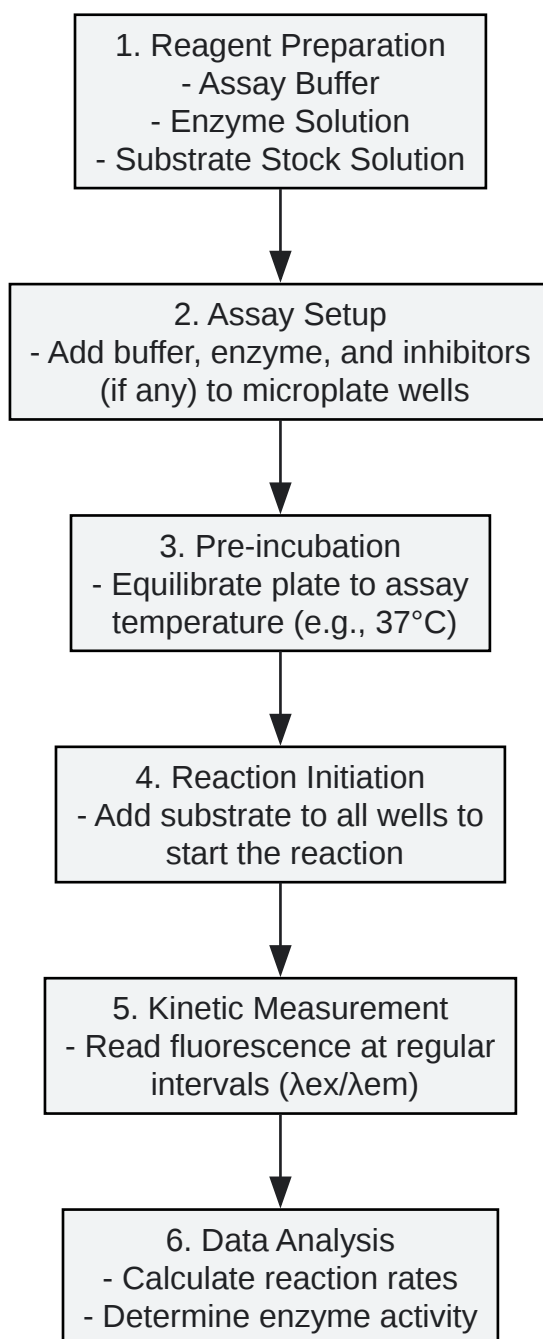 1. Reagent Preparation
- Assay Buffer
- Enzyme Solution
- Substrate Stock Solution
2. Assay Setup
- Add buffer, enzyme, and inhibitors
(if any) to microplate wells
3. Pre-incubation
- Equilibrate plate to assay
temperature (e.g., 37°C)
4. Reaction Initiation
- Add substrate to all wells to
start the reaction
5. Kinetic Measurement
- Read fluorescence at regular
intervals (λex/λem)
6. Data Analysis
- Calculate reaction rates
- Determine enzyme activity